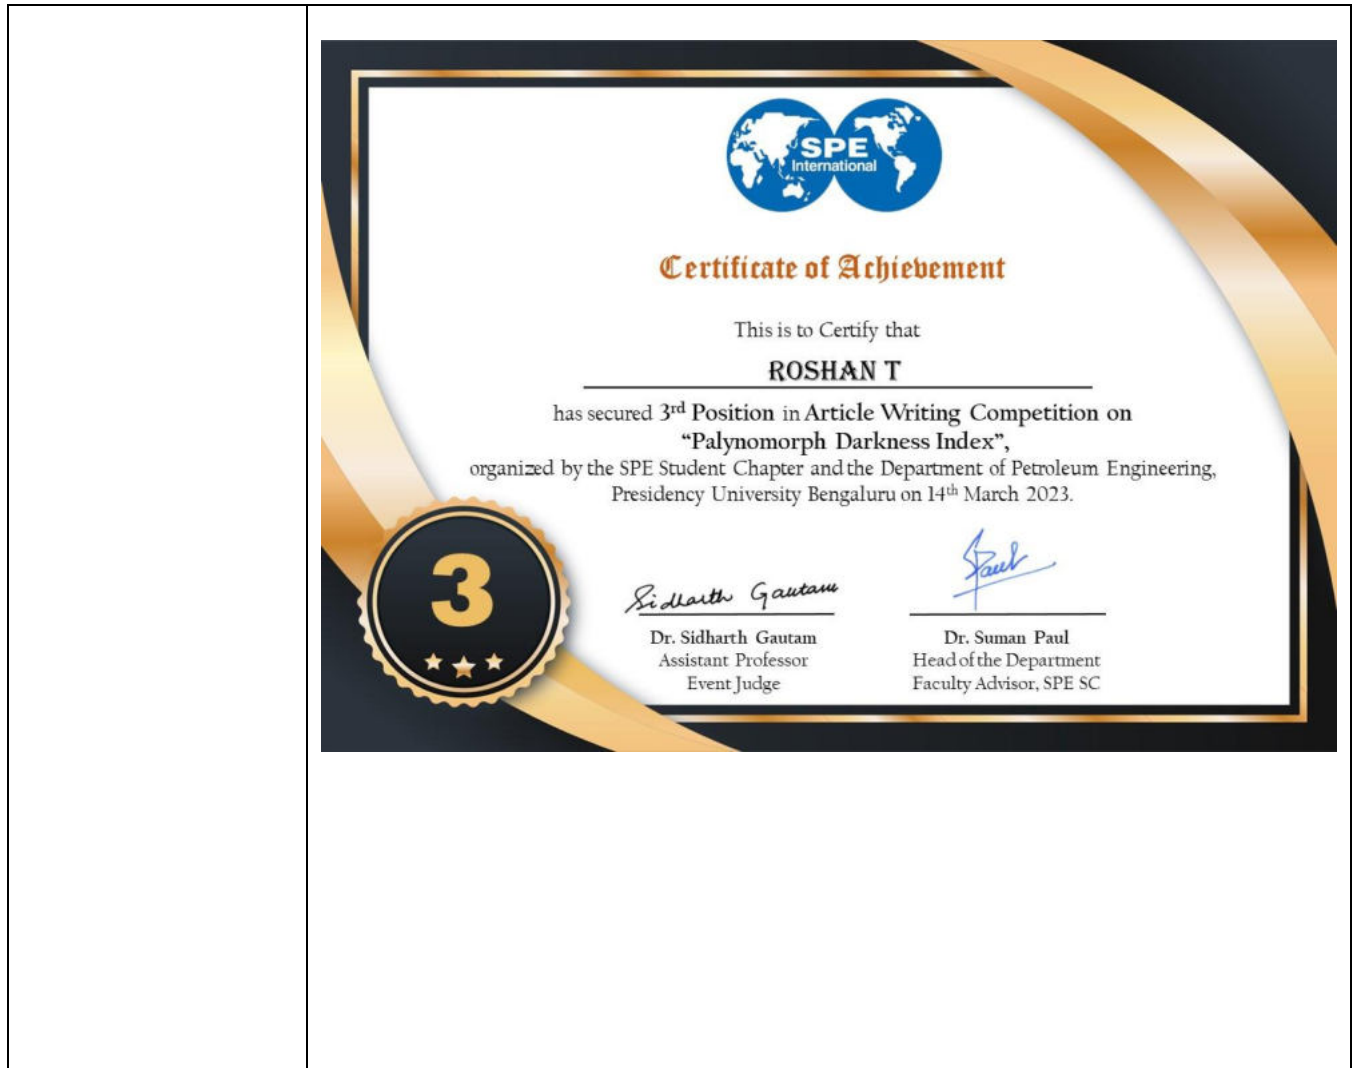 SPE
International
Certificate of Achievement
This is to Certify that
ROSHAN T
has secured 3rd Position in Article Writing Competition on
“Palynomorph Darkness Index”,
organized by the SPE Student Chapter and the Department of Petroleum Engineering,
Presidency University Bengaluru on 14th March 2023.
3
Sidharth Gautam
SPaul
Dr. Sidharth Gautam
Dr. Suman Paul
Assistant Professor
Head of the Department
Event Judge
Faculty Advisor, SPE SC